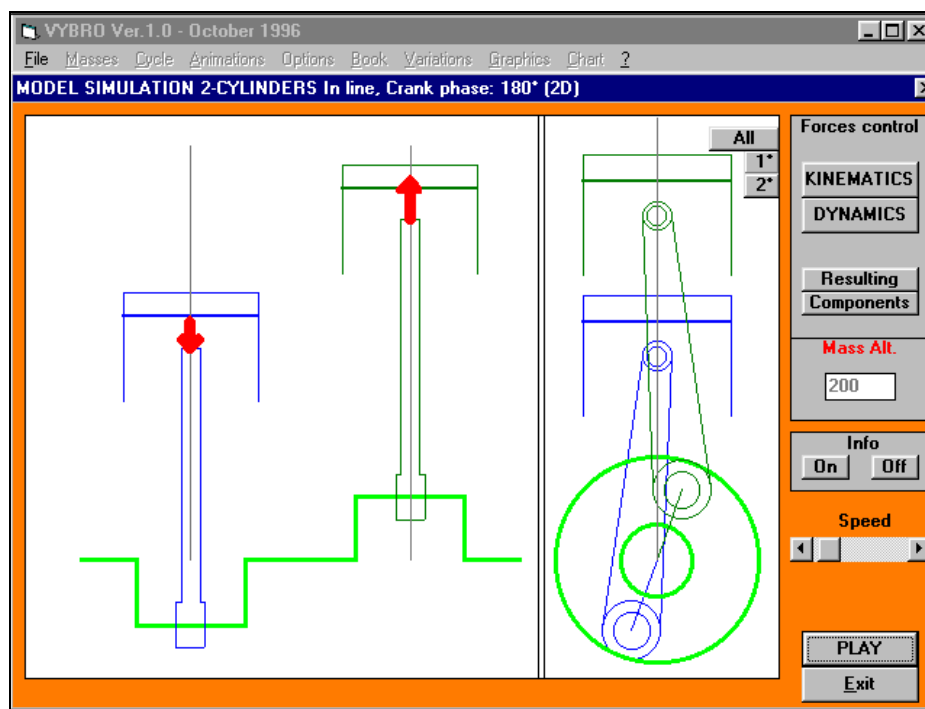 VYBRO Ver.1.0 - October 1996
File Masses Cycle Animations Options Book Variations Graphics Chart ?
MODEL SIMULATION 2-CYLINDERS In line, Crank phase: 180° (2D)
All
1°
2°
Forces control
KINEMATICS
DYNAMICS
Resulting
Components
Mass Alt.
200
Info
On Off
Speed
PLAY
Exit